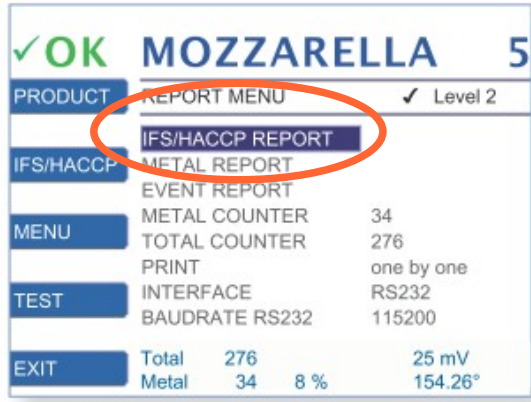 ✓OK MOZZARELLA 5
PRODUCT REPORT MENU ✓ Level 2
IFS/HACCP REPORT
IFS/HACCP METAL REPORT
EVENT REPORT
METAL COUNTER 34
MENU TOTAL COUNTER 276
PRINT one by one
TEST INTERFACE RS232
BAUDRATE RS232 115200
EXIT Total 276 25 mV
Metal 34 8 % 154.26°